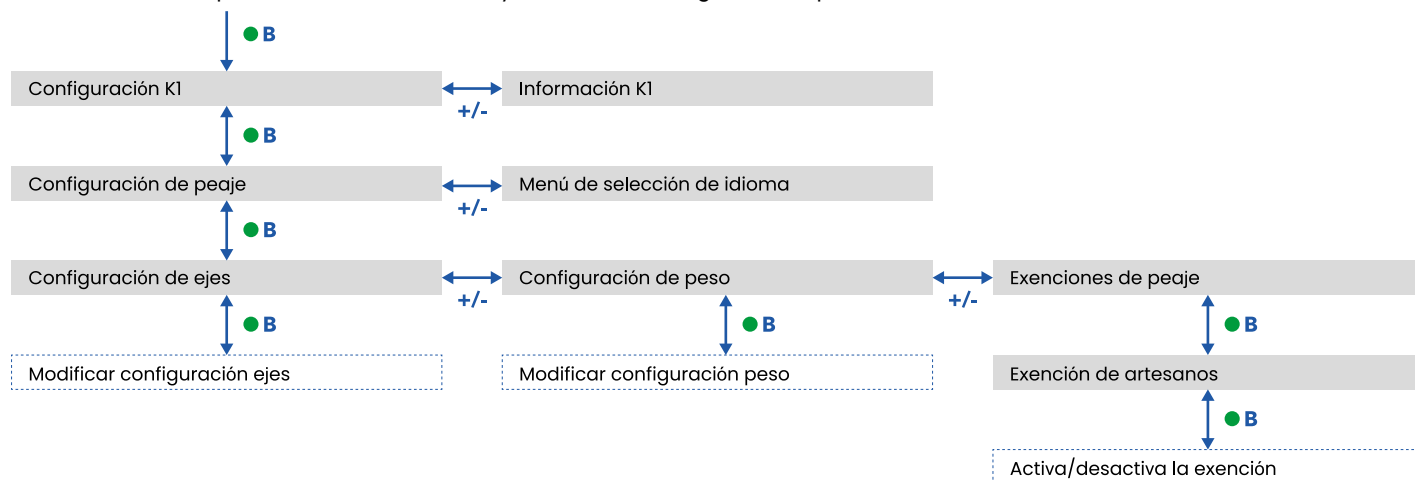 B
Configuración K1
+/-
Información K1
B
Configuración de peaje
+/-
Menú de selección de idioma
B
Configuración de ejes
+/-
Configuración de peso
+/-
Exenciones de peaje
B
B
B
Modificar configuración ejes
Modificar configuración peso
Exención de artesanos
B
Activa/desactiva la exención